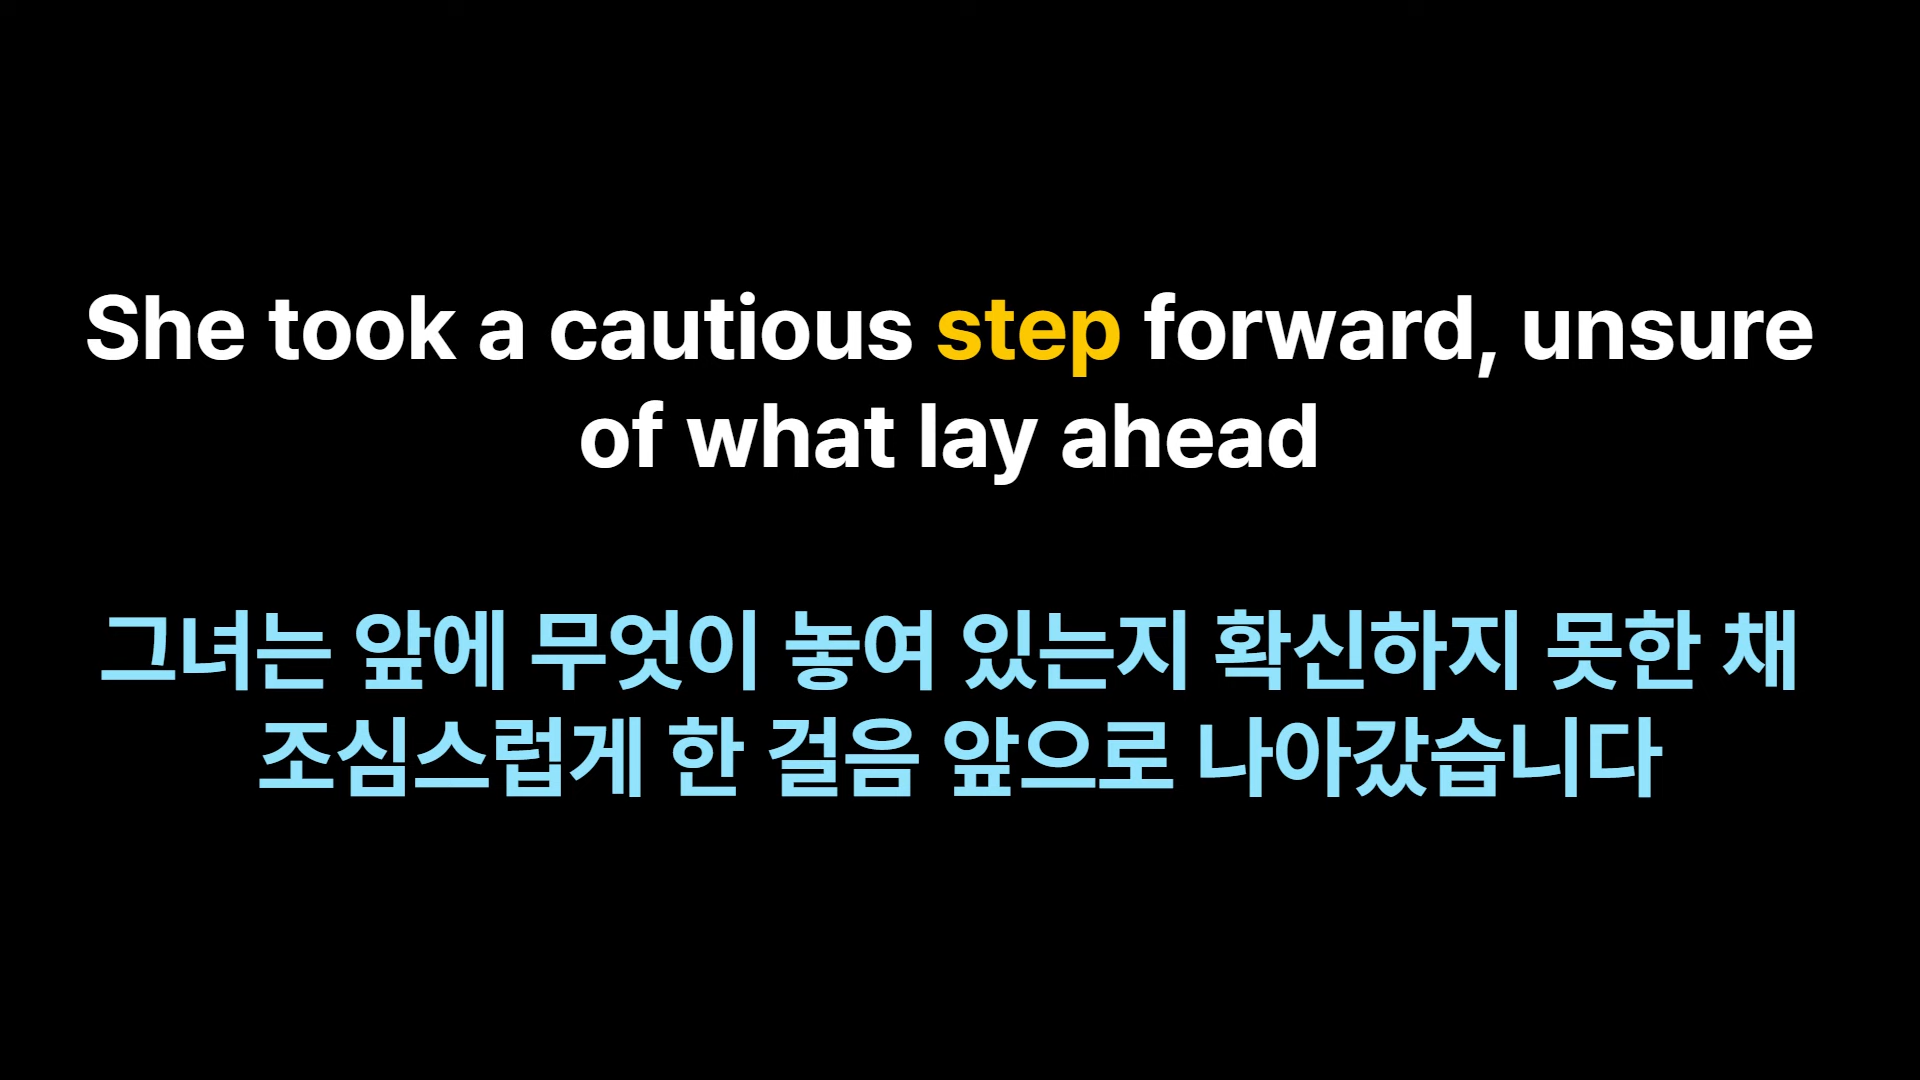 She took a cautious step forward, unsure
of what lay ahead
그녀는 앞에 무엇이 놓여 있는지 확신하지 못한 채
조심스럽게 한 걸음 앞으로 나아갔습니다